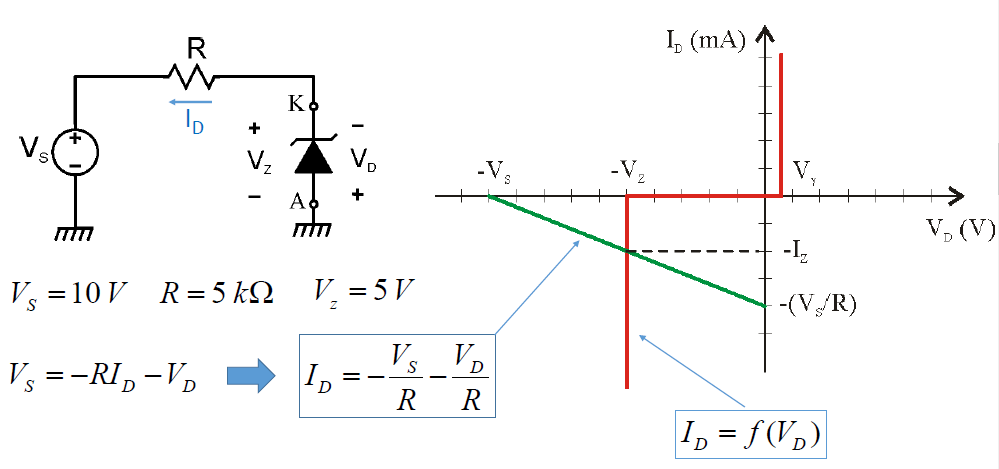 R
I_D
V_S
+
−
+
V_Z
−
K
A
−
V_D
+
V_S = 10 V R = 5 kΩ V_z = 5 V
V_S = −RI_D − V_D
I_D = −V_S/R − V_D/R
I_D (mA)
-V_S
-V_Z
V_γ
V_D (V)
-I_Z
-(V_S/R)
I_D = f(V_D)